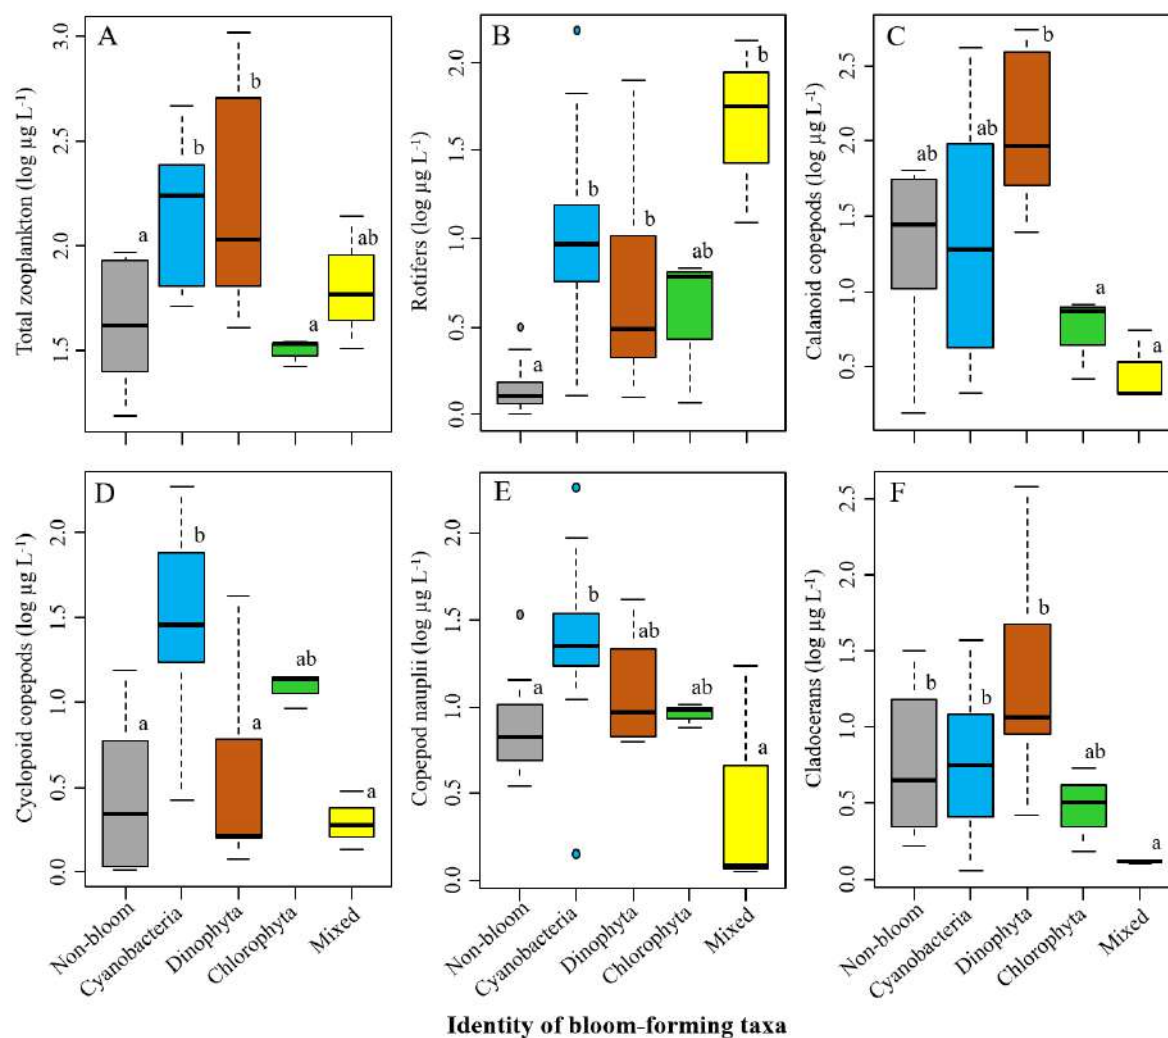 A
Total zooplankton (log µg L-1)
3.0
2.5
2.0
1.5
a
b
b
a
ab
B
Rotifers (log µg L-1)
2.0
1.5
1.0
0.5
0.0
a
b
b
ab
b
C
Calanoid copepods (log µg L-1)
2.5
2.0
1.5
1.0
0.5
ab
ab
b
a
a
D
Cyclopoid copepods (log µg L-1)
2.0
1.5
1.0
0.5
0.0
a
b
a
ab
a
Non-bloom
Cyanobacteria
Dinophyta
Chlorophyta
Mixed
E
Copepod nauplii (log µg L-1)
2.0
1.5
1.0
0.5
0.0
a
b
ab
ab
a
Non-bloom
Cyanobacteria
Dinophyta
Chlorophyta
Mixed
F
Cladocerans (log µg L-1)
2.5
2.0
1.5
1.0
0.5
0.0
b
b
b
ab
a
Non-bloom
Cyanobacteria
Dinophyta
Chlorophyta
Mixed
Identity of bloom-forming taxa